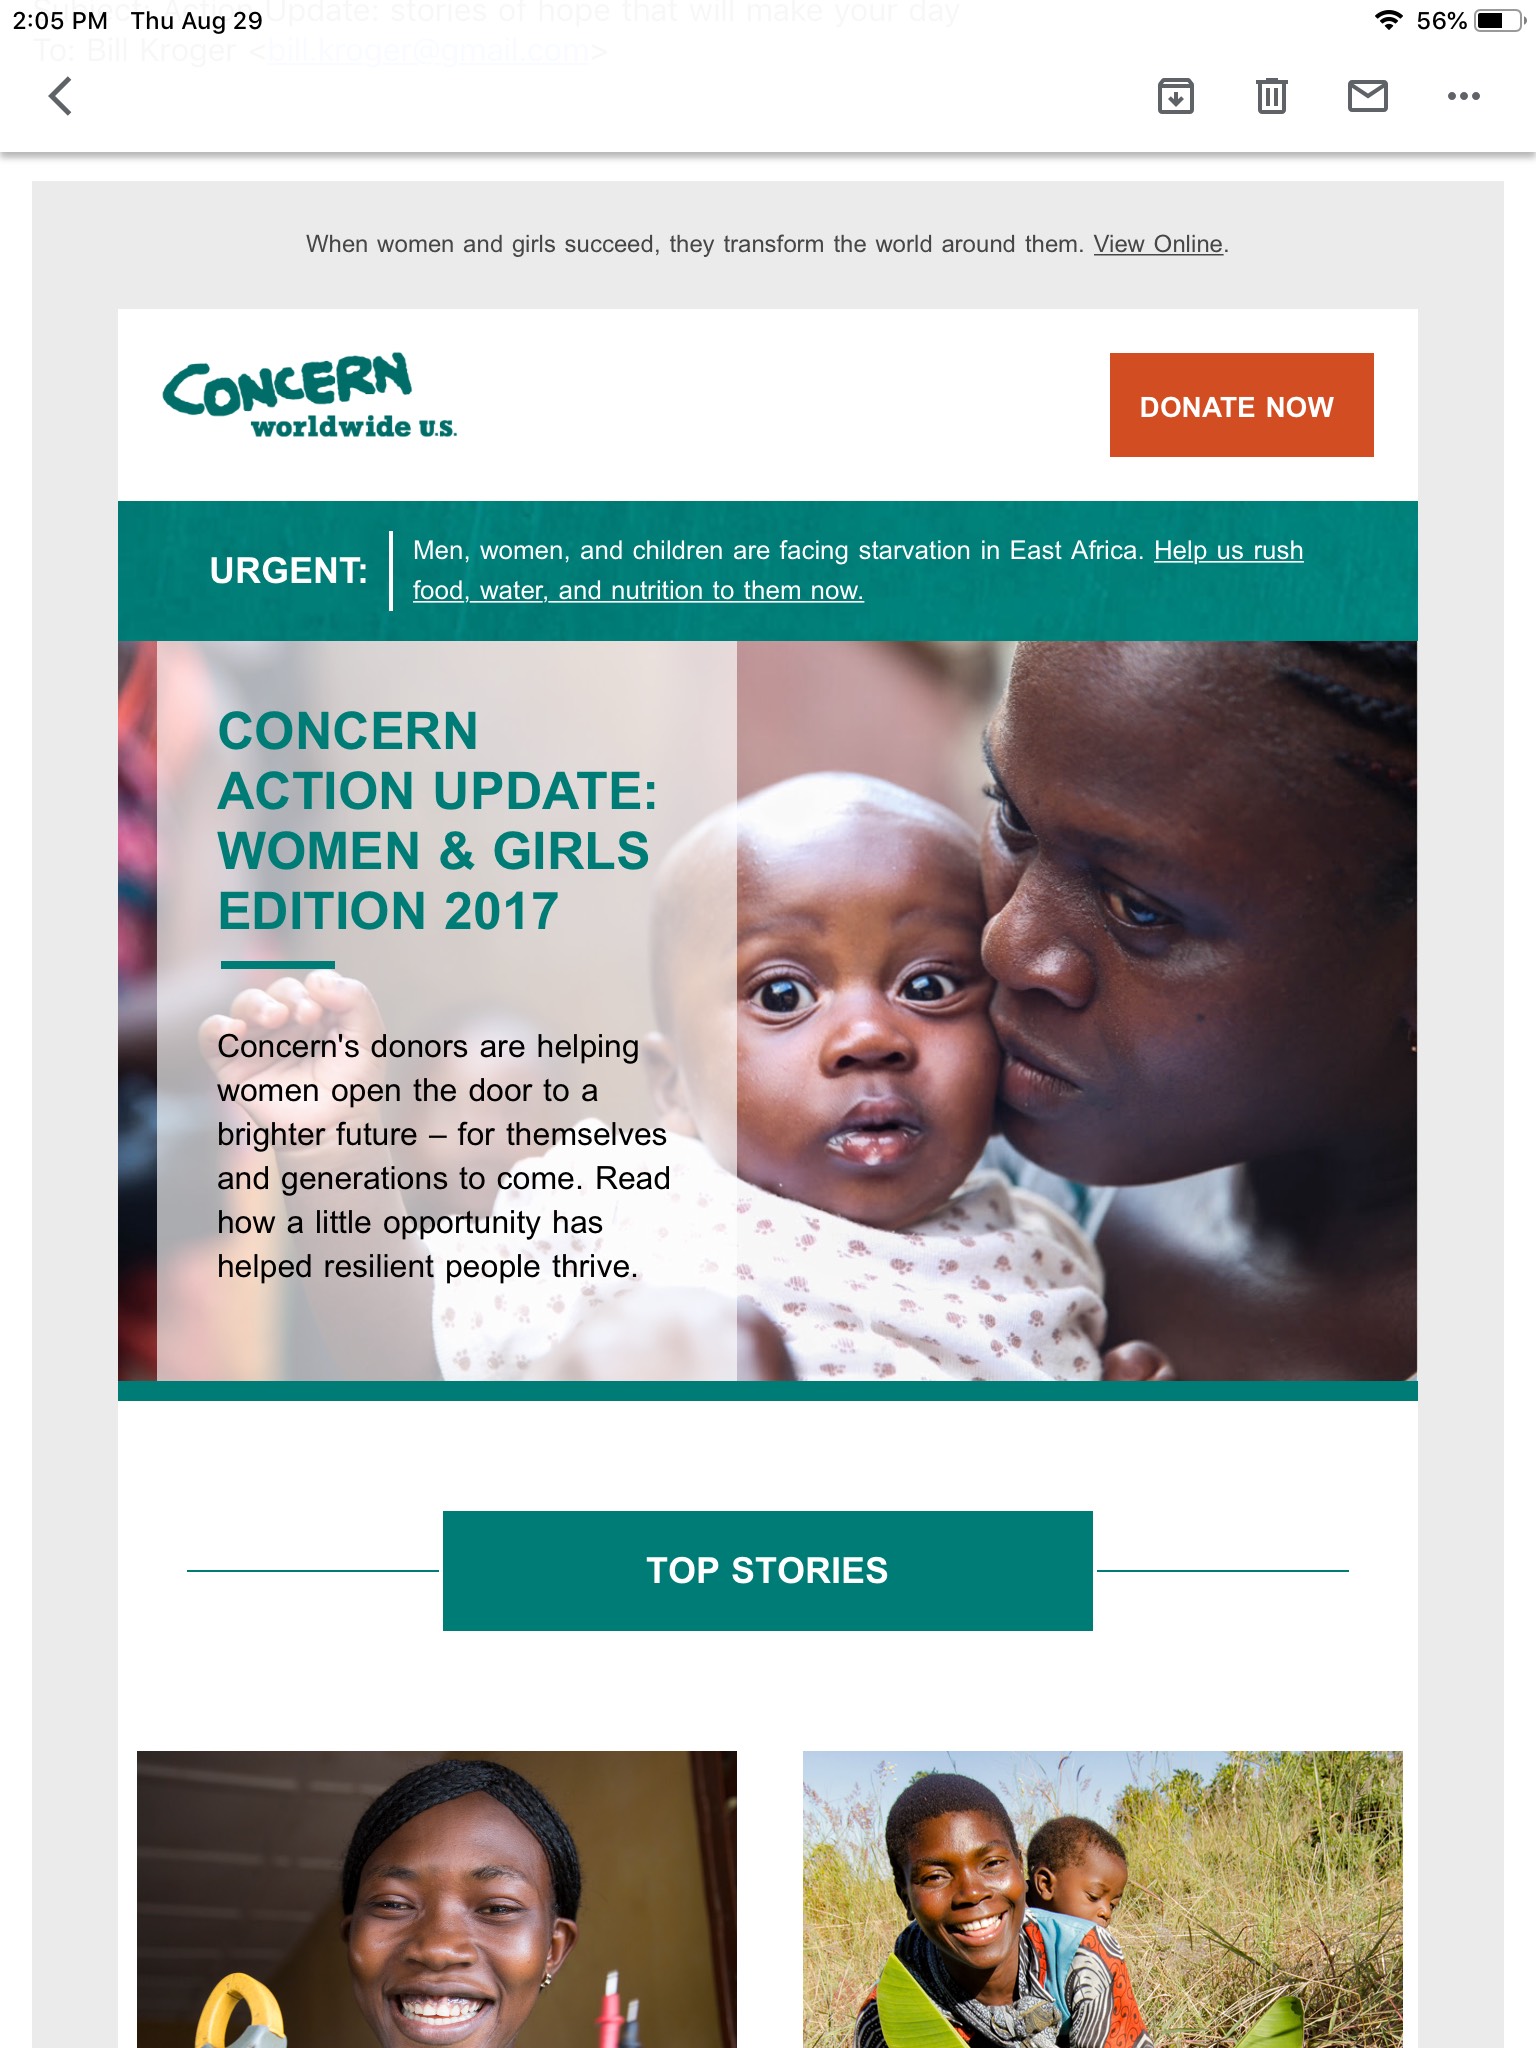 Subject: Action Update: stories of hope that will make your day
2:05 PM Thu Aug 29
56%
To: Bill Kroger <bill.kroger@gmail.com>
When women and girls succeed, they transform the world around them. View Online.
CONCERN
worldwide U.S.
DONATE NOW
URGENT:
Men, women, and children are facing starvation in East Africa. Help us rush
food, water, and nutrition to them now.
CONCERN
ACTION UPDATE:
WOMEN & GIRLS
EDITION 2017
Concern's donors are helping
women open the door to a
brighter future – for themselves
and generations to come. Read
how a little opportunity has
helped resilient people thrive.
TOP STORIES